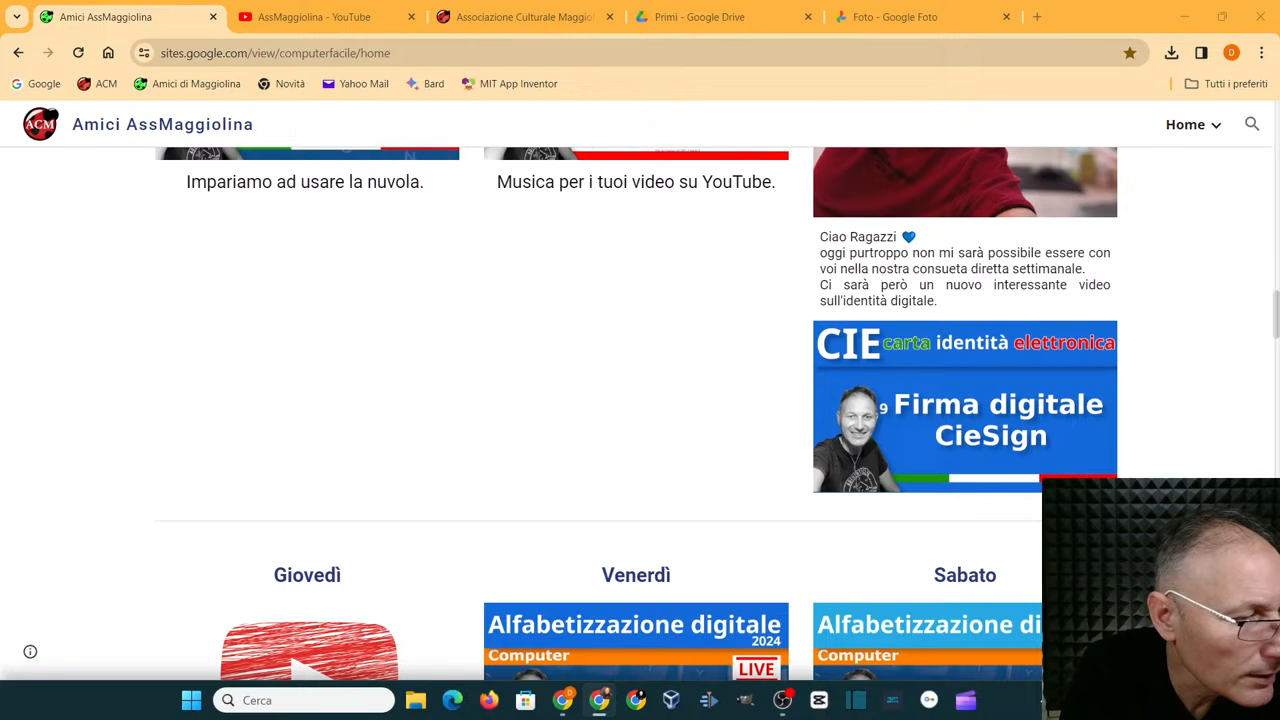 Amici AssMaggiolina
AssMaggiolina - YouTube
Associazione Culturale Maggio
Primi - Google Drive
Foto - Google Foto
sites.google.com/view/computerfacile/home
D
Google
ACM
Amici di Maggiolina
Novità
Yahoo Mail
Bard
MIT App Inventor
Tutti i preferiti
ACM
Amici AssMaggiolina
Home
Impariamo ad usare la nuvola.
Musica per i tuoi video su YouTube.
Ciao Ragazzi 💙
oggi purtroppo non mi sarà possibile essere con
voi nella nostra consueta diretta settimanale.
Ci sarà però un nuovo interessante video
sull'identità digitale.
CIE carta identità elettronica
9 Firma digitale
CieSign
Giovedì
Venerdì
Sabato
Alfabetizzazione digitale
2024
Computer
LIVE
Alfabetizzazione di
Computer
Cerca